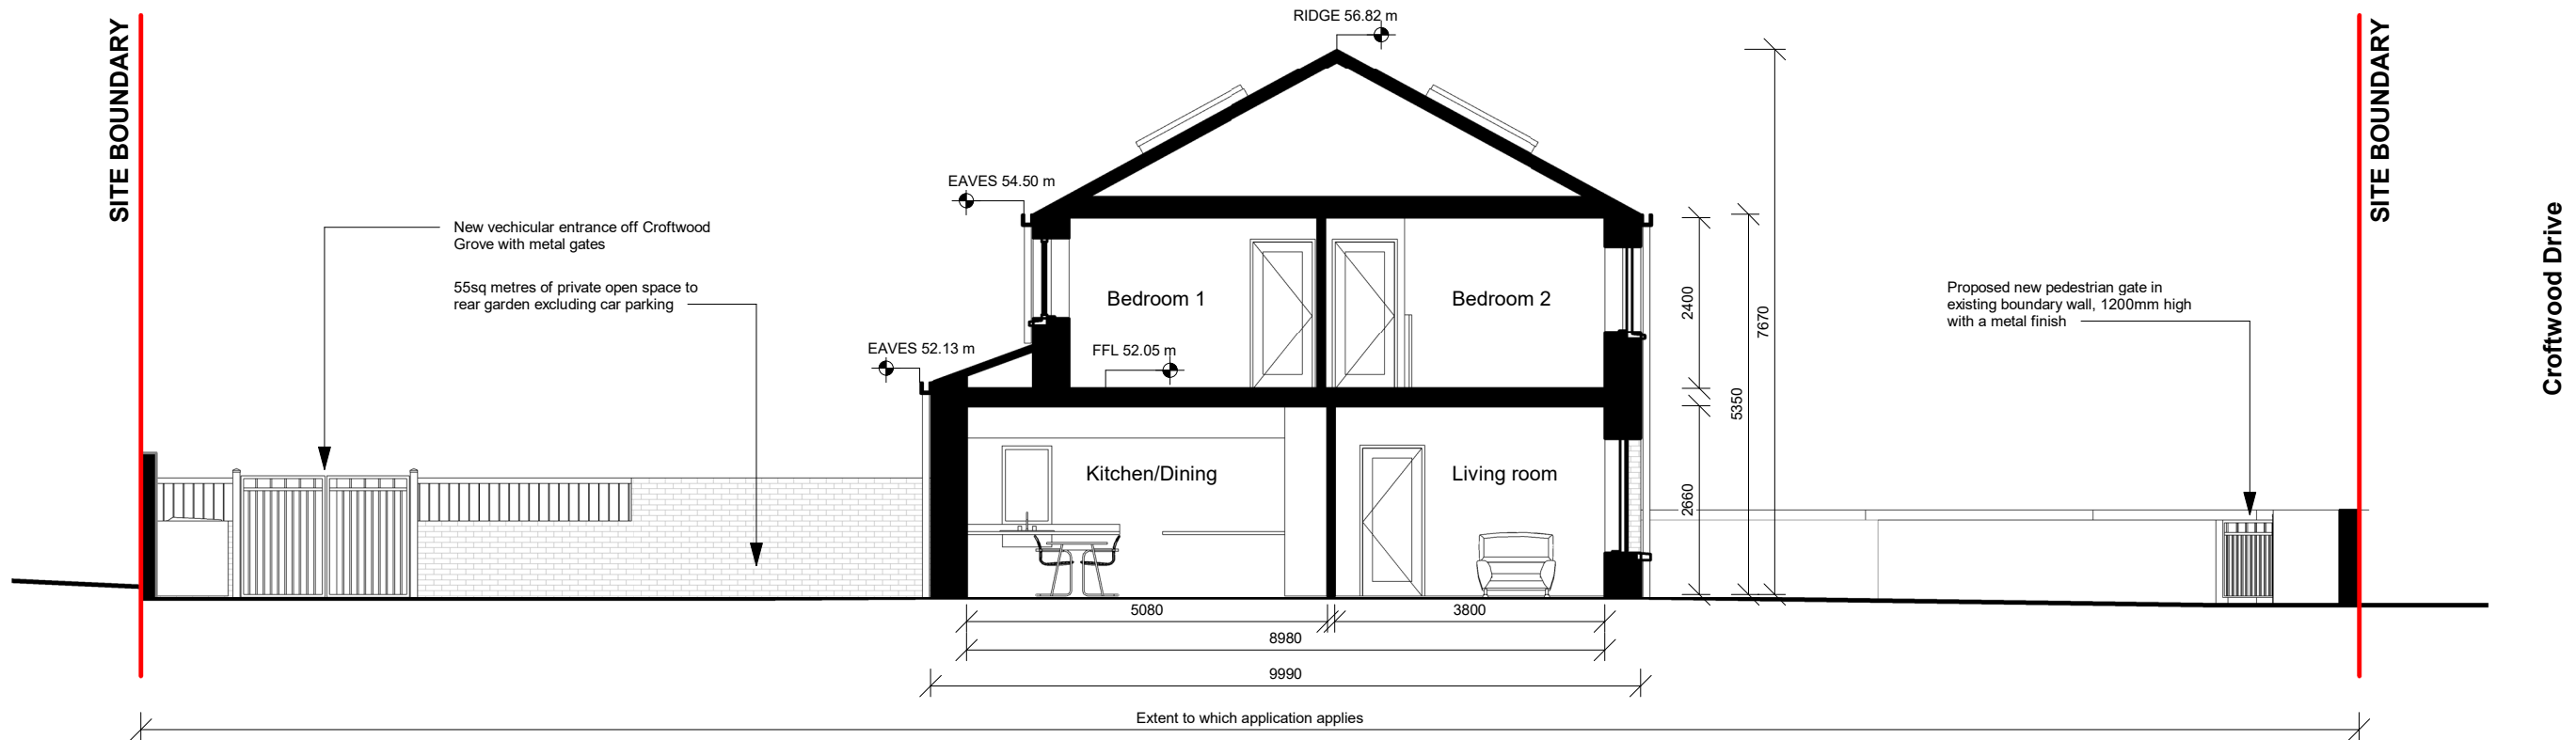 RIDGE 56.82 m
SITE BOUNDARY
SITE BOUNDARY
EAVES 54.50 m
New vechicular entrance off Croftwood
Grove with metal gates
55sq metres of private open space to
rear garden excluding car parking
Bedroom 1
Bedroom 2
Proposed new pedestrian gate in
existing boundary wall, 1200mm high
with a metal finish
Croftwood Drive
EAVES 52.13 m
FFL 52.05 m
2400
7670
5350
2660
Kitchen/Dining
Living room
5080
3800
8980
9990
Extent to which application applies